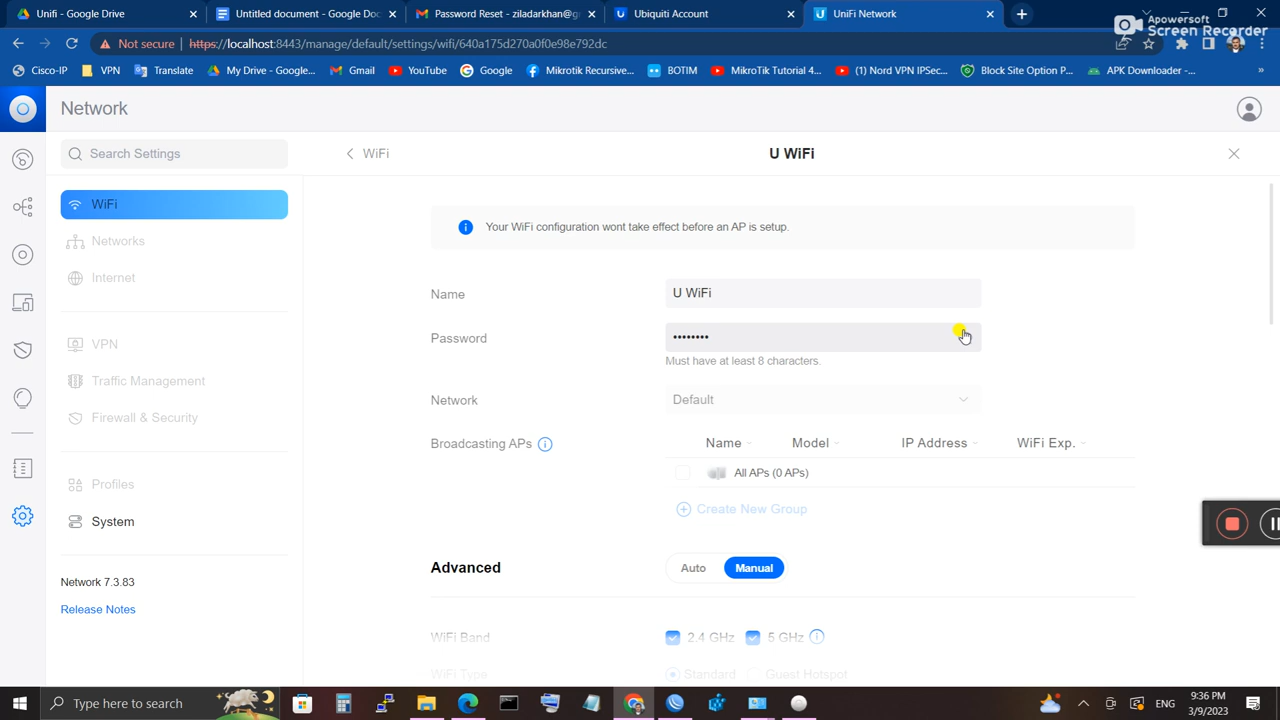 Unifi - Google Drive
Untitled document - Google Doc
Password Reset - ziladarkhan@g
Ubiquiti Account
UniFi Network
Apowersoft
Screen Recorder
Not secure
https://localhost:8443/manage/default/settings/wifi/640a175d270a0f0e98e792dc
Cisco-IP
VPN
Translate
My Drive - Google...
Gmail
YouTube
Google
Mikrotik Recursive...
BOTIM
MikroTik Tutorial 4...
(1) Nord VPN IPSec...
Block Site Option P...
APK Downloader -...
»
Network
Search Settings
WiFi
U WiFi
WiFi
Networks
Internet
VPN
Traffic Management
Firewall & Security
Profiles
System
Network 7.3.83
Release Notes
Your WiFi configuration wont take effect before an AP is setup.
Name
U WiFi
Password
••••••••
Must have at least 8 characters.
Network
Default
Broadcasting APs
Name
Model
IP Address
WiFi Exp.
All APs (0 APs)
Create New Group
Advanced
Auto
Manual
WiFi Band
2.4 GHz
5 GHz
WiFi Type
Standard
Guest Hotspot
Type here to search
ENG
9:36 PM
3/9/2023